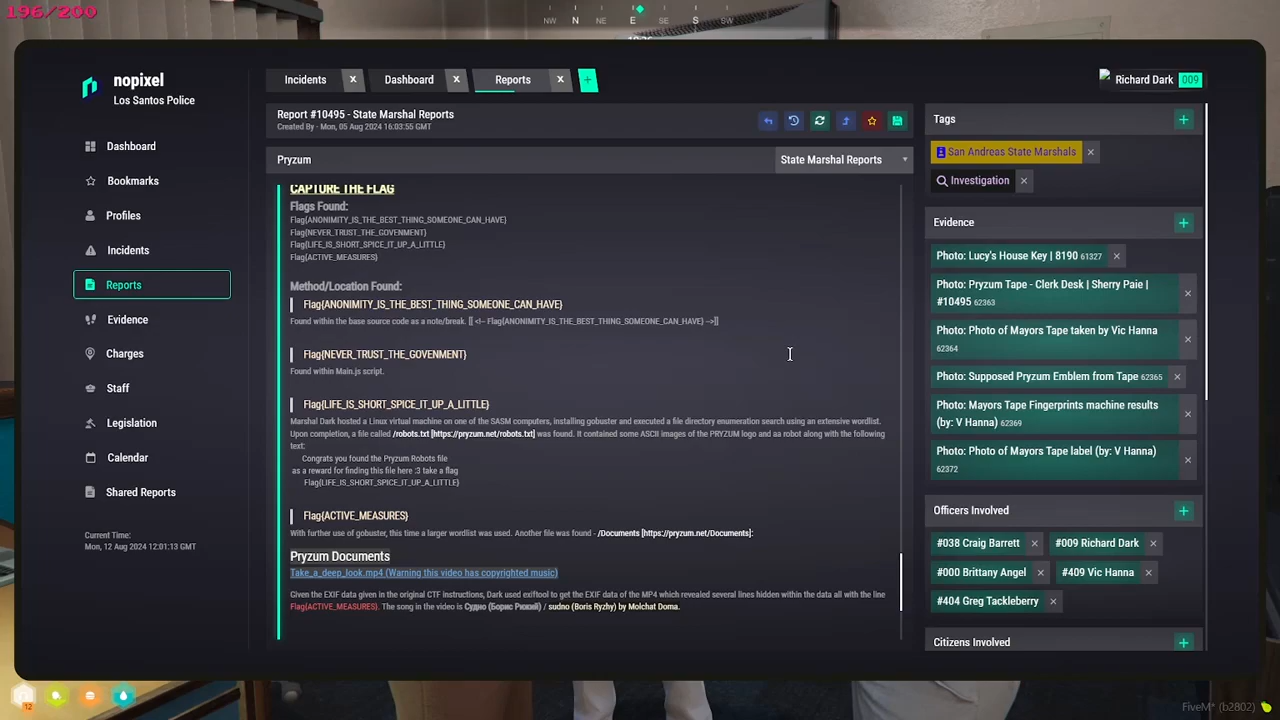 196/200
NW N NE E SE S SW
nopixel
Los Santos Police
Incidents x Dashboard x Reports x +
Richard Dark 009
Report #10495 - State Marshal Reports
Created By - Mon, 05 Aug 2024 16:03:55 GMT
Pryzum
State Marshal Reports
Dashboard
Bookmarks
Profiles
Incidents
Reports
Evidence
Charges
Staff
Legislation
Calendar
Shared Reports
Current Time:
Mon, 12 Aug 2024 12:01:13 GMT
CAPTURE THE FLAG
Flags Found:
Flag{ANONIMITY_IS_THE_BEST_THING_SOMEONE_CAN_HAVE}
Flag{NEVER_TRUST_THE_GOVENMENT}
Flag{LIFE_IS_SHORT_SPICE_IT_UP_A_LITTLE}
Flag{ACTIVE_MEASURES}
Method/Location Found:
Flag{ANONIMITY_IS_THE_BEST_THING_SOMEONE_CAN_HAVE}
Found within the base source code as a note/break. [[ <!-- Flag{ANONIMITY_IS_THE_BEST_THING_SOMEONE_CAN_HAVE} -->]]
Flag{NEVER_TRUST_THE_GOVENMENT}
Found within Main.js script.
Flag{LIFE_IS_SHORT_SPICE_IT_UP_A_LITTLE}
Marshal Dark hosted a Linux virtual machine on one of the SASM computers, installing gobuster and executed a file directory enumeration search using an extensive wordlist.
Upon completion, a file called /robots.txt [https://pryzum.net/robots.txt] was found. It contained some ASCII images of the PRYZUM logo and aa robot along with the following
text:
Congrats you found the Pryzum Robots file
as a reward for finding this file here :3 take a flag
Flag{LIFE_IS_SHORT_SPICE_IT_UP_A_LITTLE}
Flag{ACTIVE_MEASURES}
With further use of gobuster, this time a larger wordlist was used. Another file was found - /Documents [https://pryzum.net/Documents]:
Pryzum Documents
Take_a_deep_look.mp4 (Warning this video has copyrighted music)
Given the EXIF data given in the original CTF instructions, Dark used exiftool to get the EXIF data of the MP4 which revealed several lines hidden within the data all with the line
Flag{ACTIVE_MEASURES}. The song in the video is Судно (Борис Рижий) / sudno (Boris Ryzhy) by Molchat Doma.
Tags +
San Andreas State Marshals x
Investigation x
Evidence +
Photo: Lucy's House Key | 8190 61327 x
Photo: Pryzum Tape - Clerk Desk | Sherry Paie |
#10495 62363 x
Photo: Photo of Mayors Tape taken by Vic Hanna
62364 x
Photo: Supposed Pryzum Emblem from Tape 62365 x
Photo: Mayors Tape Fingerprints machine results
(by: V Hanna) 62369 x
Photo: Photo of Mayors Tape label (by: V Hanna)
62372 x
Officers Involved +
#038 Craig Barrett x #009 Richard Dark x
#000 Brittany Angel x #409 Vic Hanna x
#404 Greg Tackleberry x
Citizens Involved +
12
FiveM* (b2802)